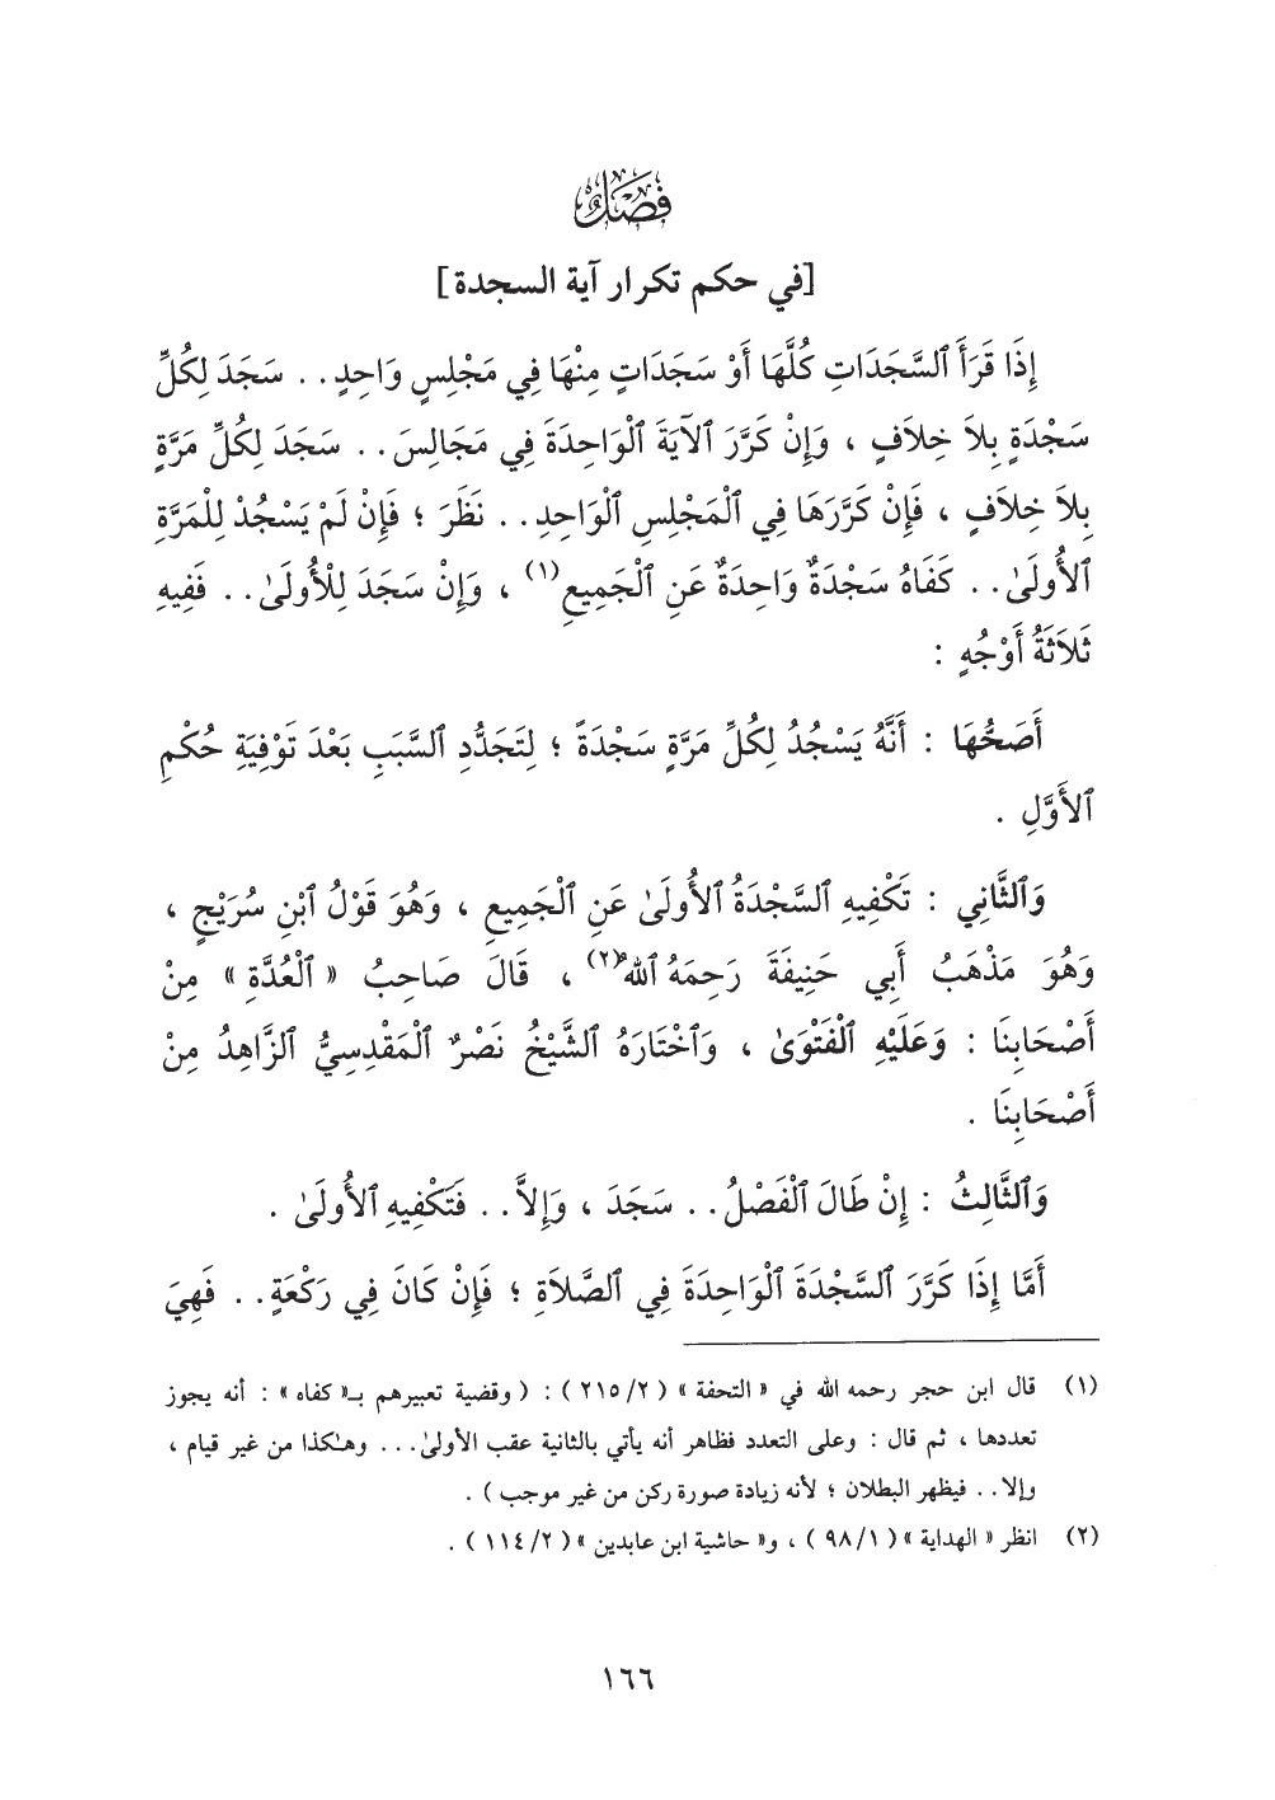 فَصْلٌ
[في حكم تكرار آية السجدة]
إِذَا قَرَأَ ٱلسَّجَدَاتِ كُلَّهَا أَوْ سَجَدَاتٍ مِنْهَا فِي مَجْلِسٍ وَاحِدٍ.. سَجَدَ لِكُلِّ
سَجْدَةٍ بِلاَ خِلاَفٍ ، وَإِنْ كَرَّرَ ٱلآيَةَ ٱلْوَاحِدَةَ فِي مَجَالِسَ.. سَجَدَ لِكُلِّ مَرَّةٍ
بِلاَ خِلاَفٍ ، فَإِنْ كَرَّرَهَا فِي ٱلْمَجْلِسِ ٱلْوَاحِدِ.. نَظَرَ ؛ فَإِنْ لَمْ يَسْجُدْ لِلْمَرَّةِ
ٱلأُولَىٰ.. كَفَاهُ سَجْدَةٌ وَاحِدَةٌ عَنِ ٱلْجَمِيعِ(١) ، وَإِنْ سَجَدَ لِلْأُولَىٰ.. فَفِيهِ
ثَلاَثَةُ أَوْجُهٍ :
أَصَحُّهَا : أَنَّهُ يَسْجُدُ لِكُلِّ مَرَّةٍ سَجْدَةً ؛ لِتَجَدُّدِ ٱلسَّبَبِ بَعْدَ تَوْفِيَةِ حُكْمِ
ٱلأَوَّلِ .
وَٱلثَّانِي : تَكْفِيهِ ٱلسَّجْدَةُ ٱلأُولَىٰ عَنِ ٱلْجَمِيعِ ، وَهُوَ قَوْلُ ٱبْنِ سُرَيْجٍ ،
وَهُوَ مَذْهَبُ أَبِي حَنِيفَةَ رَحِمَهُ ٱللهُ(٢) ، قَالَ صَاحِبُ « ٱلْعُدَّةِ » مِنْ
أَصْحَابِنَا : وَعَلَيْهِ ٱلْفَتْوَىٰ ، وَٱخْتَارَهُ ٱلشَّيْخُ نَصْرٌ ٱلْمَقْدِسِيُّ ٱلزَّاهِدُ مِنْ
أَصْحَابِنَا .
وَٱلثَّالِثُ : إِنْ طَالَ ٱلْفَصْلُ.. سَجَدَ ، وَإِلاَّ.. فَتَكْفِيهِ ٱلأُولَىٰ .
أَمَّا إِذَا كَرَّرَ ٱلسَّجْدَةَ ٱلْوَاحِدَةَ فِي ٱلصَّلاَةِ ؛ فَإِنْ كَانَ فِي رَكْعَةٍ.. فَهِيَ
(١) قال ابن حجر رحمه الله في « التحفة » ( ٢/ ٢١٥ ) : ( وقضية تعبيرهم بـ« كفاه » : أنه يجوز
تعددها ، ثم قال : وعلى التعدد فظاهر أنه يأتي بالثانية عقب الأولىٰ... وهـٰكذا من غير قيام ،
وإلا.. فيظهر البطلان ؛ لأنه زيادة صورة ركن من غير موجب ) .
(٢) انظر « الهداية » ( ١/ ٩٨ ) ، و« حاشية ابن عابدين » ( ٢/ ١١٤ ) .
١٦٦